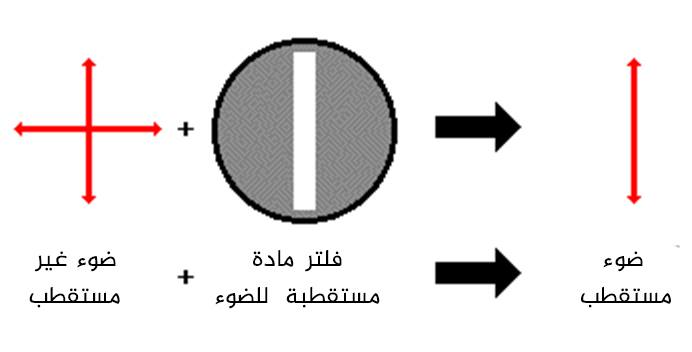 ضوء غير
مستقطب
+
فلتر مادة
مستقطبة للضوء
ضوء
مستقطب